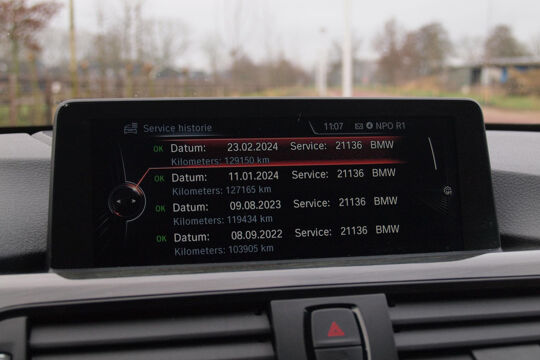 Service historie 11:07 NPO R1
OK Datum: 23.02.2024 Service: 21136 BMW
Kilometers: 129150 km
OK Datum: 11.01.2024 Service: 21136 BMW
Kilometers: 127165 km
OK Datum: 09.08.2023 Service: 21136 BMW
Kilometers: 119434 km
OK Datum: 08.09.2022 Service: 21136 BMW
Kilometers: 103905 km